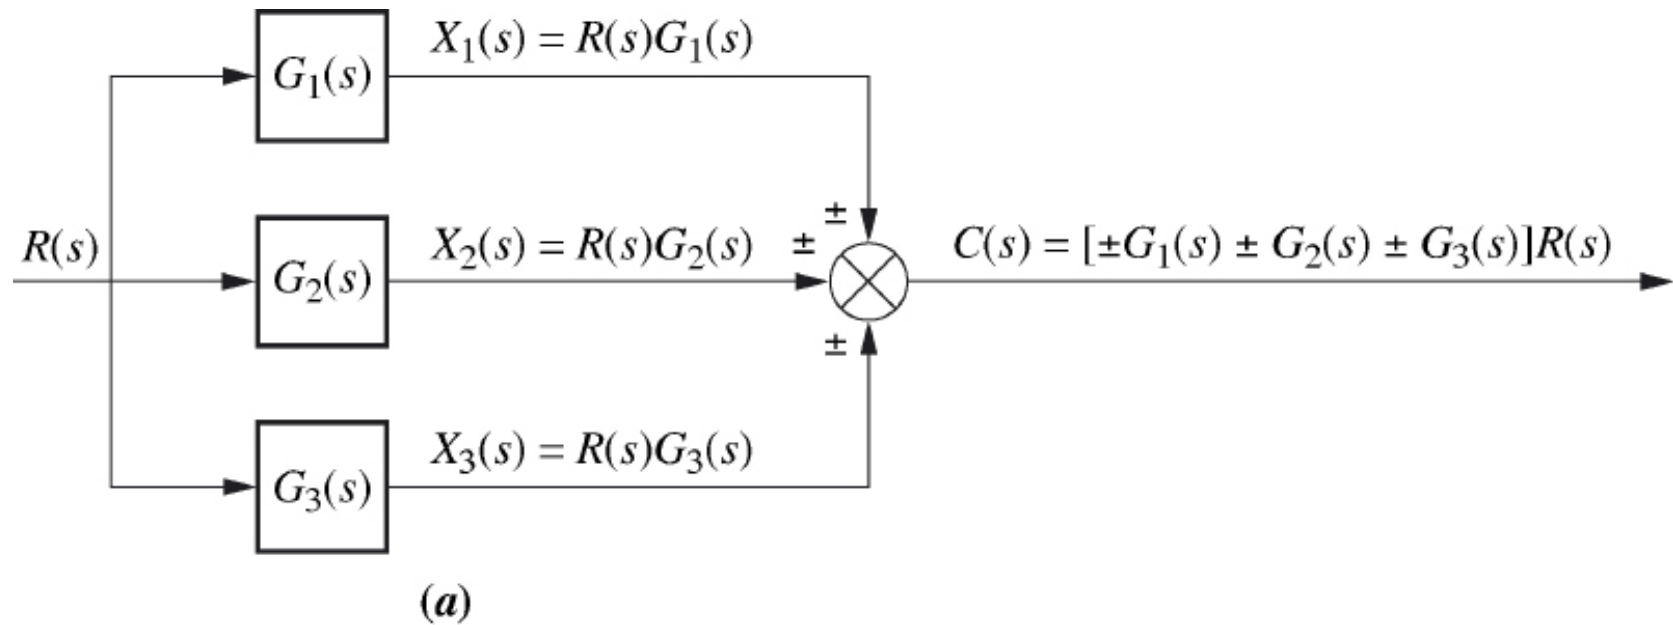 X₁(s) = R(s)G₁(s)
G₁(s)
±
R(s)
X₂(s) = R(s)G₂(s)
±
C(s) = [±G₁(s) ± G₂(s) ± G₃(s)]R(s)
G₂(s)
±
X₃(s) = R(s)G₃(s)
G₃(s)
(a)